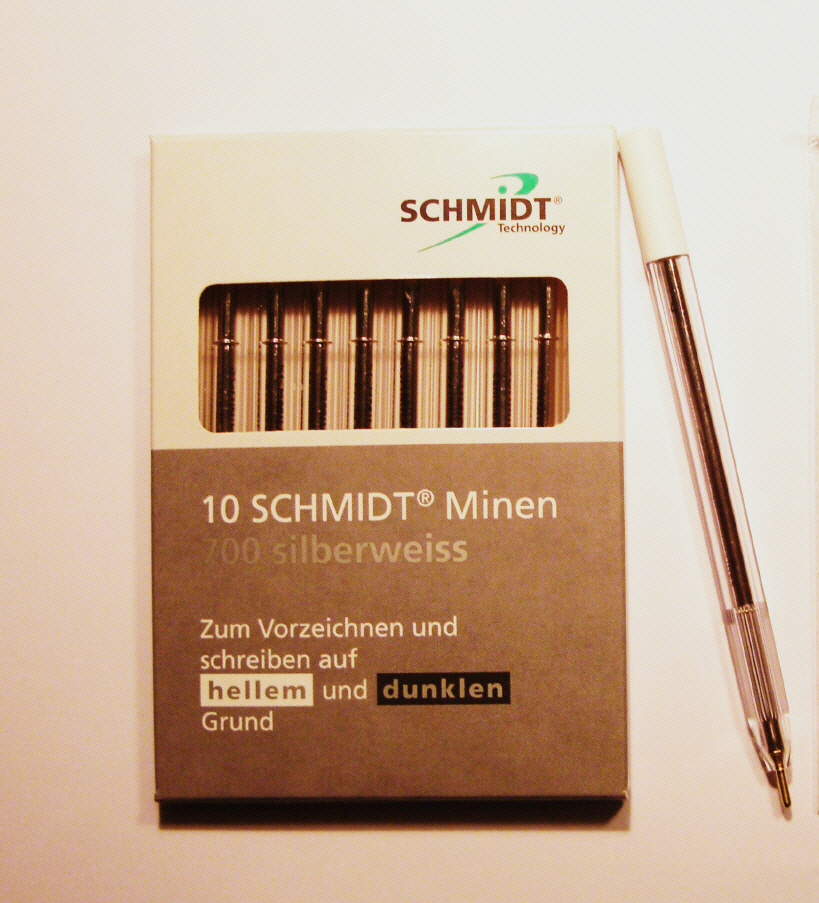 SCHMIDT®
Technology
10 SCHMIDT® Minen
700 silberweiss
Zum Vorzeichnen und
schreiben auf
hellem und dunklen
Grund